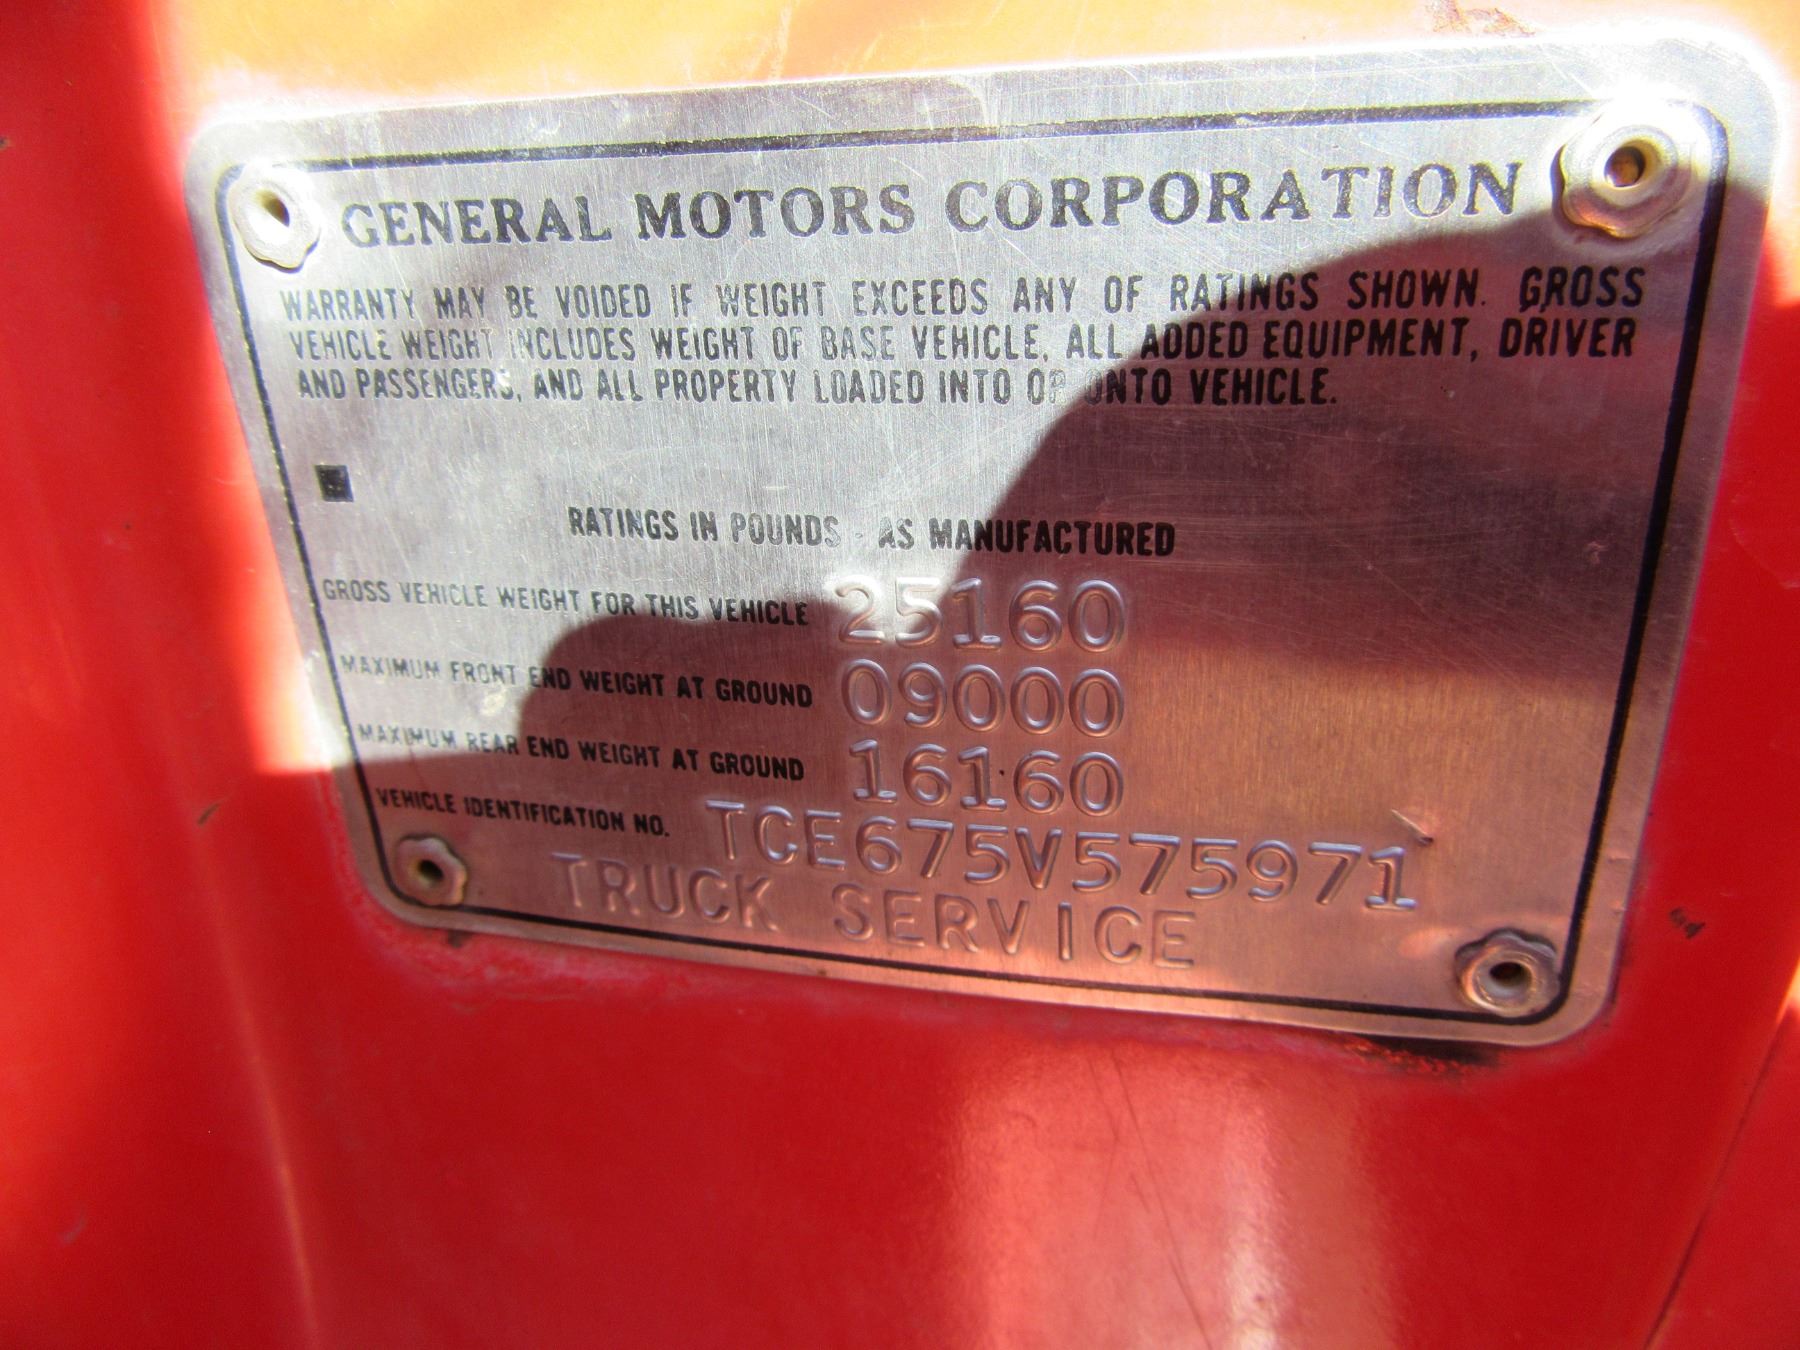 GENERAL MOTORS CORPORATION
WARRANTY MAY BE VOIDED IF WEIGHT EXCEEDS ANY OF RATINGS SHOWN. GROSS
VEHICLE WEIGHT INCLUDES WEIGHT OF BASE VEHICLE, ALL ADDED EQUIPMENT, DRIVER
AND PASSENGERS, AND ALL PROPERTY LOADED INTO OR ONTO VEHICLE.
RATINGS IN POUNDS - AS MANUFACTURED
GROSS VEHICLE WEIGHT FOR THIS VEHICLE 25160
MAXIMUM FRONT END WEIGHT AT GROUND 09000
MAXIMUM REAR END WEIGHT AT GROUND 16160
VEHICLE IDENTIFICATION NO. TCE675V575971
TRUCK SERVICE